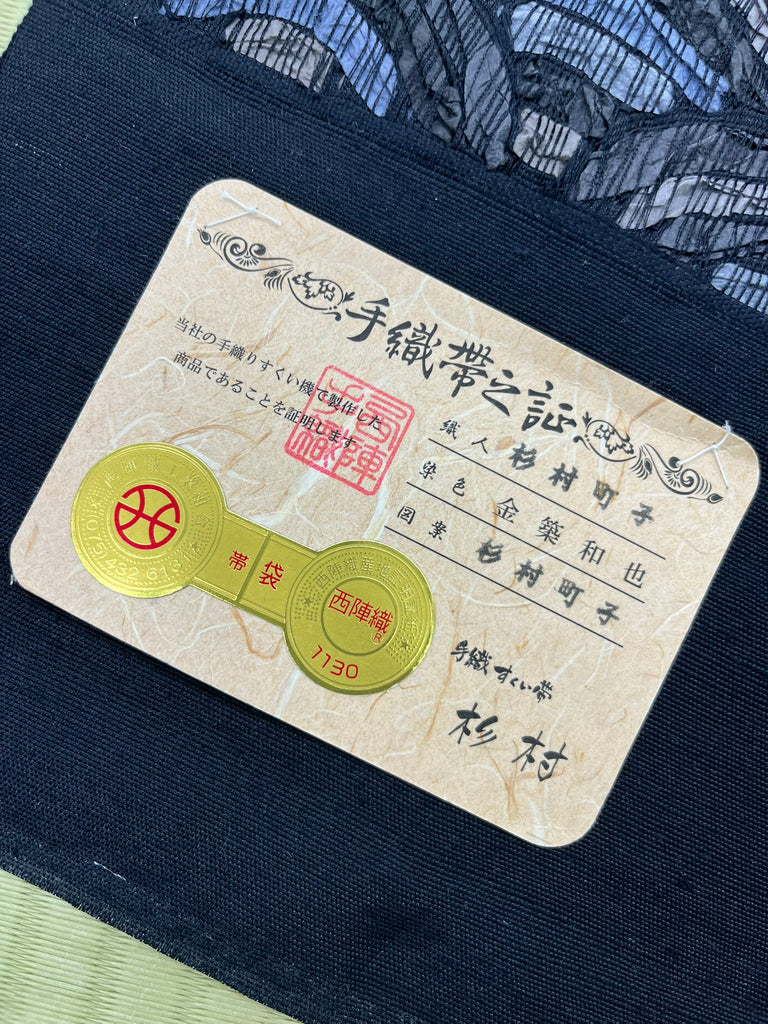 手織帯之証
当社の手織りすくい機で製作した
商品であることを証明します
織人 杉村町子
染色 金築和也
図案 杉村町子
手織すくい帯
杉村
帯 袋
西陣織
®
1130